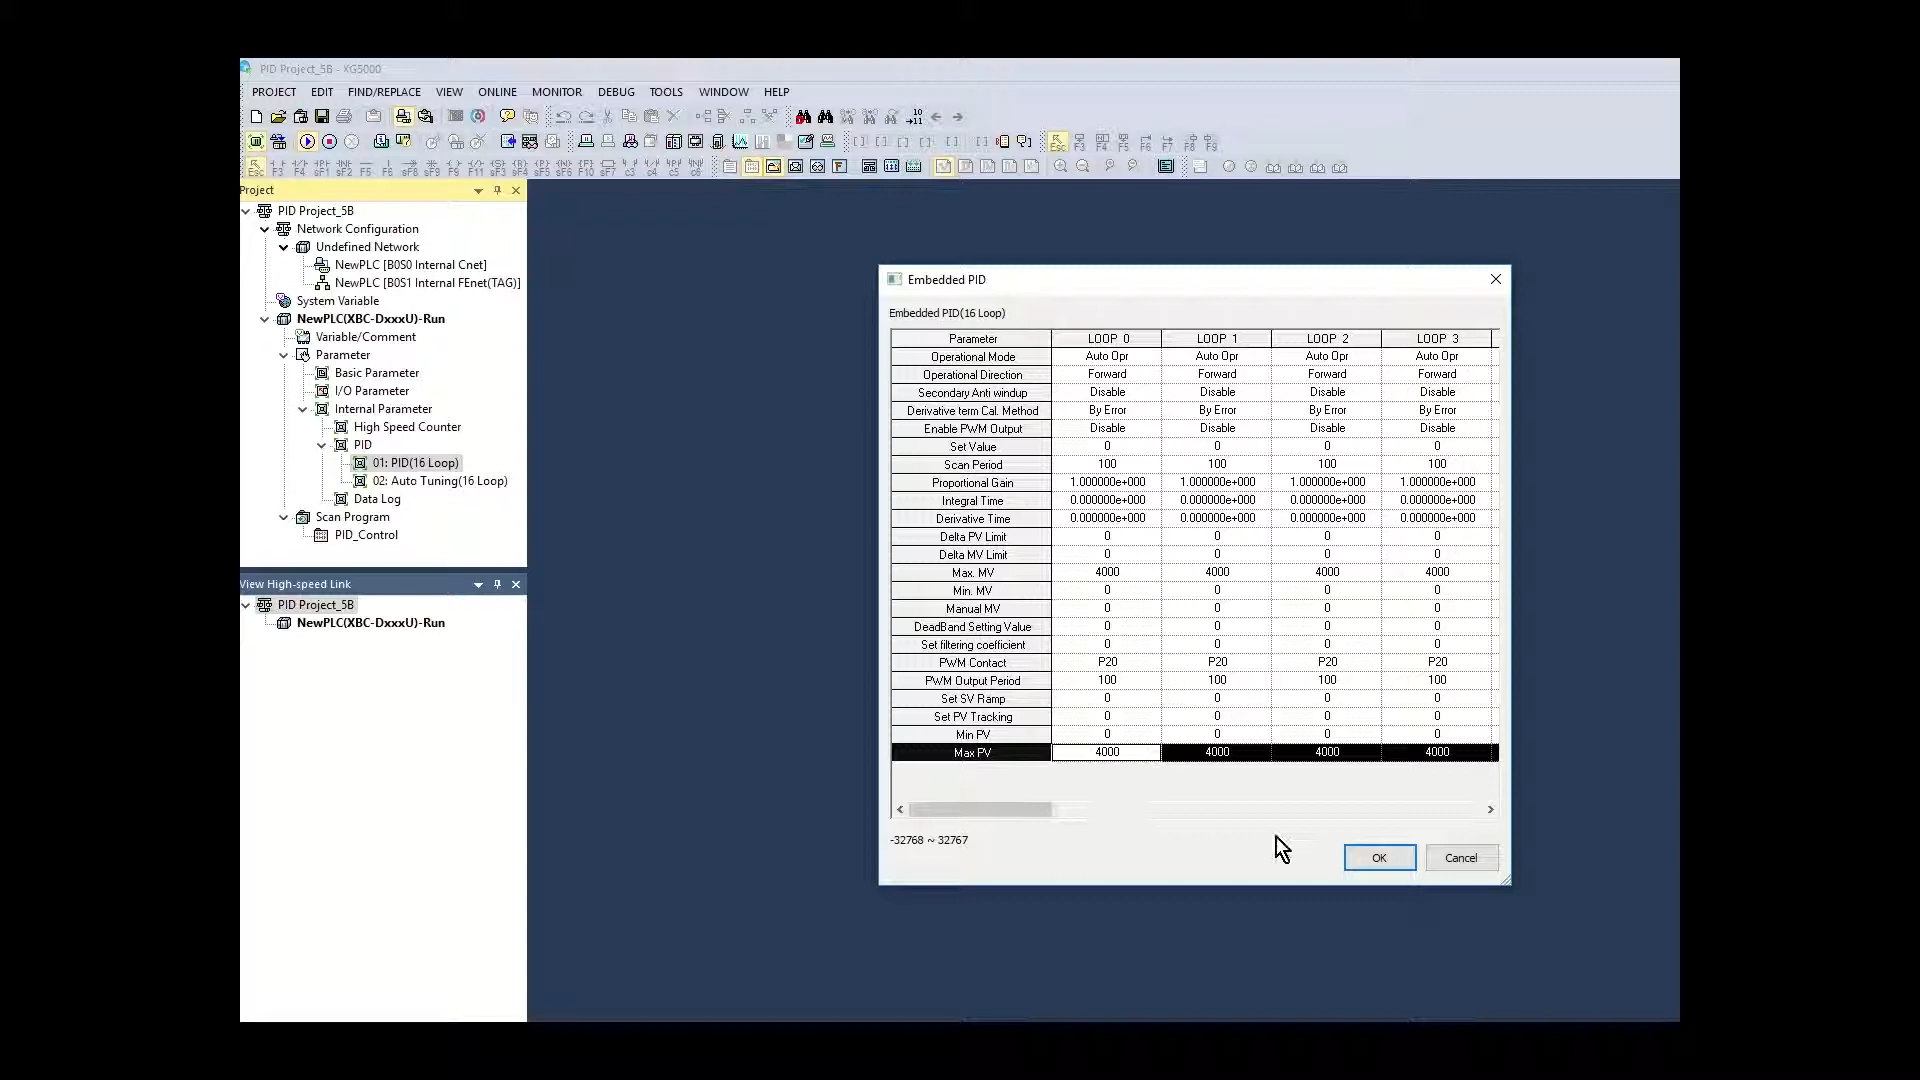 PID Project_5B - XG5000
PROJECT EDIT FIND/REPLACE VIEW ONLINE MONITOR DEBUG TOOLS WINDOW HELP
Project
PID Project_5B
Network Configuration
Undefined Network
NewPLC [B0S0 Internal Cnet]
NewPLC [B0S1 Internal FEnet(TAG)]
System Variable
NewPLC(XBC-DxxxU)-Run
Variable/Comment
Parameter
Basic Parameter
I/O Parameter
Internal Parameter
High Speed Counter
PID
01: PID(16 Loop)
02: Auto Tuning(16 Loop)
Data Log
Scan Program
PID_Control
View High-speed Link
PID Project_5B
NewPLC(XBC-DxxxU)-Run
Embedded PID
Embedded PID(16 Loop)
Parameter LOOP 0 LOOP 1 LOOP 2 LOOP 3
Operational Mode Auto Opr Auto Opr Auto Opr Auto Opr
Operational Direction Forward Forward Forward Forward
Secondary Anti windup Disable Disable Disable Disable
Derivative term Cal. Method By Error By Error By Error By Error
Enable PWM Output Disable Disable Disable Disable
Set Value 0 0 0 0
Scan Period 100 100 100 100
Proportional Gain 1.000000e+000 1.000000e+000 1.000000e+000 1.000000e+000
Integral Time 0.000000e+000 0.000000e+000 0.000000e+000 0.000000e+000
Derivative Time 0.000000e+000 0.000000e+000 0.000000e+000 0.000000e+000
Delta PV Limit 0 0 0 0
Delta MV Limit 0 0 0 0
Max. MV 4000 4000 4000 4000
Min. MV 0 0 0 0
Manual MV 0 0 0 0
DeadBand Setting Value 0 0 0 0
Set filtering coefficient 0 0 0 0
PWM Contact P20 P20 P20 P20
PWM Output Period 100 100 100 100
Set SV Ramp 0 0 0 0
Set PV Tracking 0 0 0 0
Min PV 0 0 0 0
Max PV 4000 4000 4000 4000
-32768 ~ 32767
OK Cancel